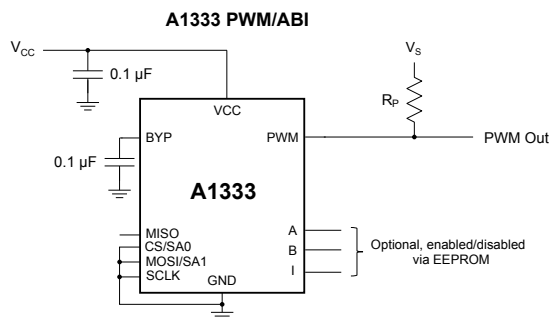 A1333 PWM/ABI
VCC
VS
0.1 µF
RP
VCC
BYP
PWM
PWM Out
0.1 µF
A1333
MISO
CS/SA0
MOSI/SA1
SCLK
GND
A
B
I
Optional, enabled/disabled
via EEPROM